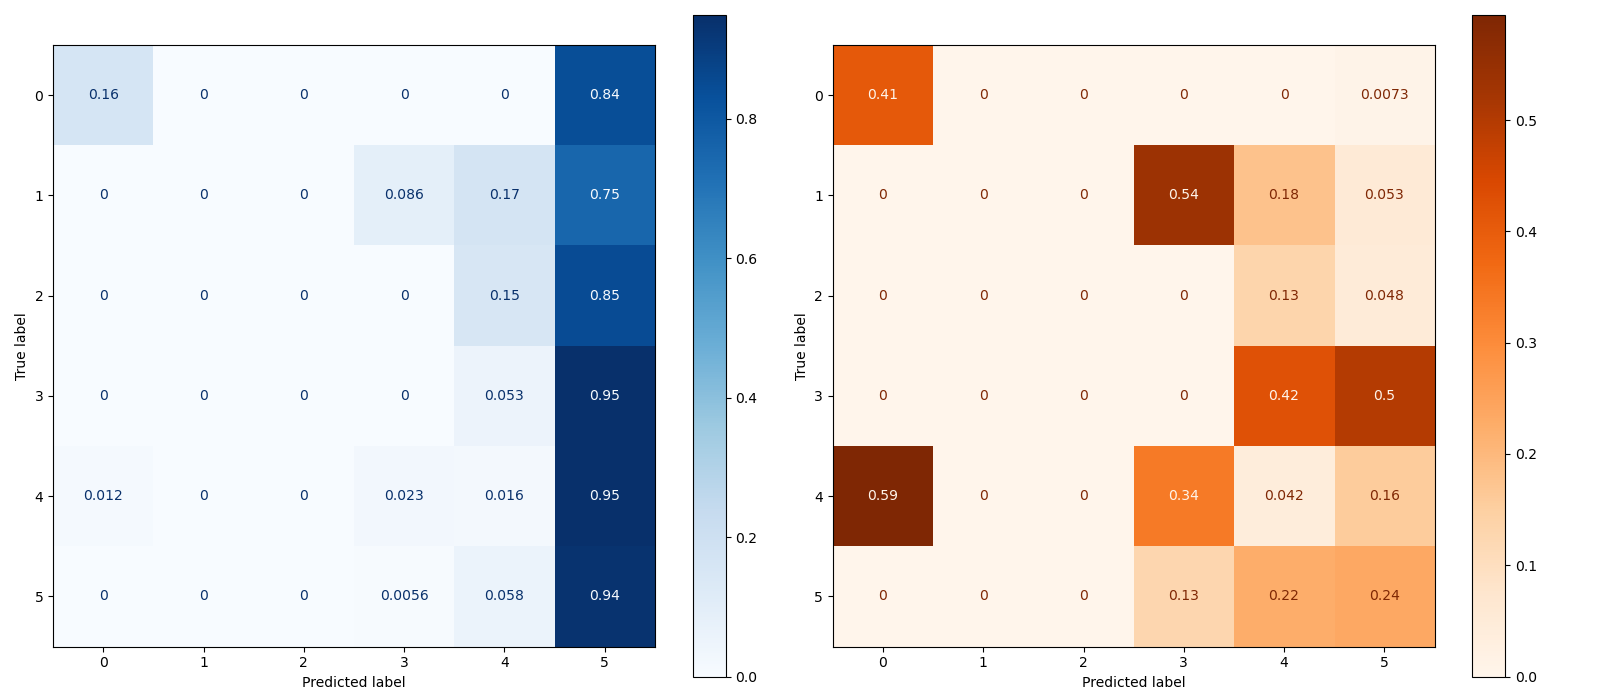 0 0.16 0 0 0 0 0.84
1 0 0 0 0.086 0.17 0.75
2 0 0 0 0 0.15 0.85
3 0 0 0 0 0.053 0.95
4 0.012 0 0 0.023 0.016 0.95
5 0 0 0 0.0056 0.058 0.94
0 1 2 3 4 5
True label
Predicted label
0.8
0.6
0.4
0.2
0.0
0 0.41 0 0 0 0 0.0073
1 0 0 0 0.54 0.18 0.053
2 0 0 0 0 0.13 0.048
3 0 0 0 0 0.42 0.5
4 0.59 0 0 0.34 0.042 0.16
5 0 0 0 0.13 0.22 0.24
0 1 2 3 4 5
True label
Predicted label
0.5
0.4
0.3
0.2
0.1
0.0